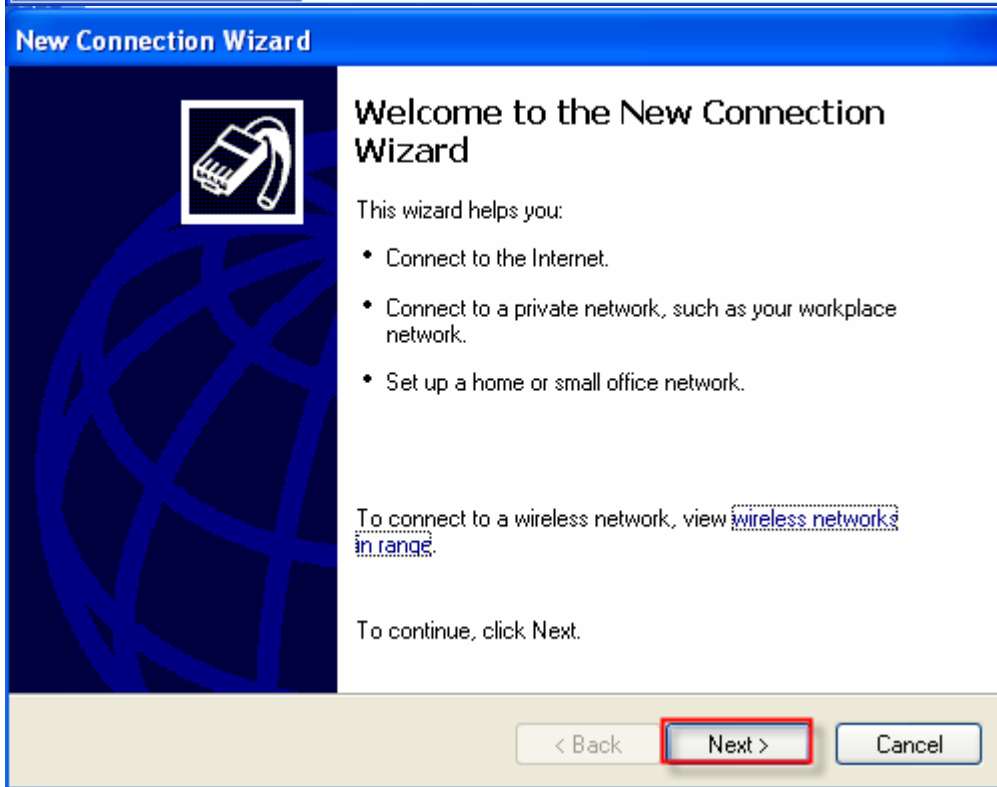 New Connection Wizard
Welcome to the New Connection
Wizard
This wizard helps you:
• Connect to the Internet.
• Connect to a private network, such as your workplace
network.
• Set up a home or small office network.
To connect to a wireless network, view wireless networks
in range.
To continue, click Next.
< Back Next > Cancel